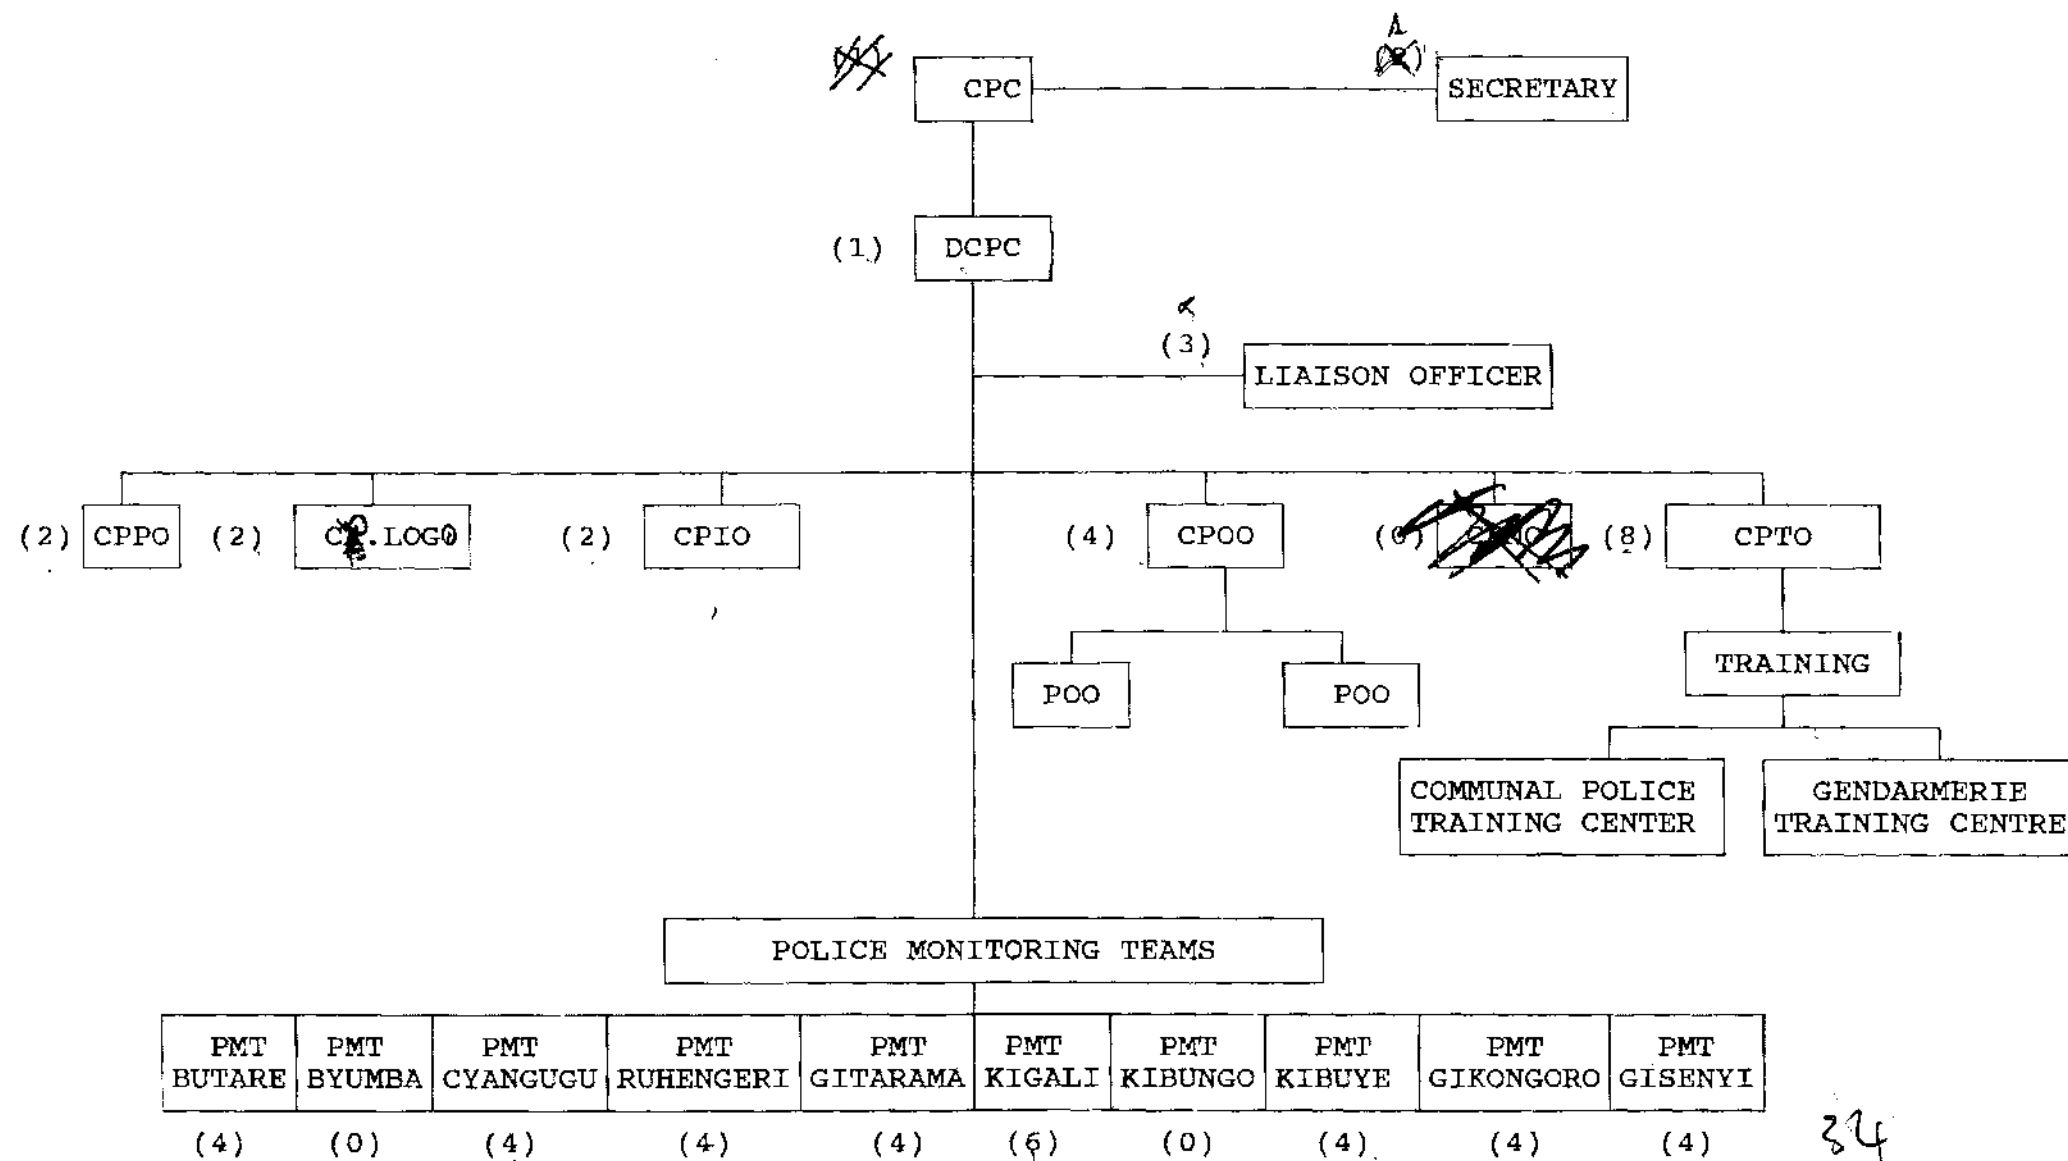 CPC
SECRETARY
(1) DCPC
(3)
LIAISON OFFICER
(2) CPPO (2) .LOGO (2) CPIO (4) CPOO (8) CPTO
TRAINING
POO POO
COMMUNAL POLICE
TRAINING CENTER
GENDARMERIE
TRAINING CENTRE
POLICE MONITORING TEAMS
PMT PMT PMT PMT PMT PMT PMT PMT PMT PMT
BUTARE BYUMBA CYANGUGU RUHENGERI GITARAMA KIGALI KIBUNGO KIBUYE GIKONGORO GISENYI
(4) (0) (4) (4) (4) (6) (0) (4) (4) (4) 34